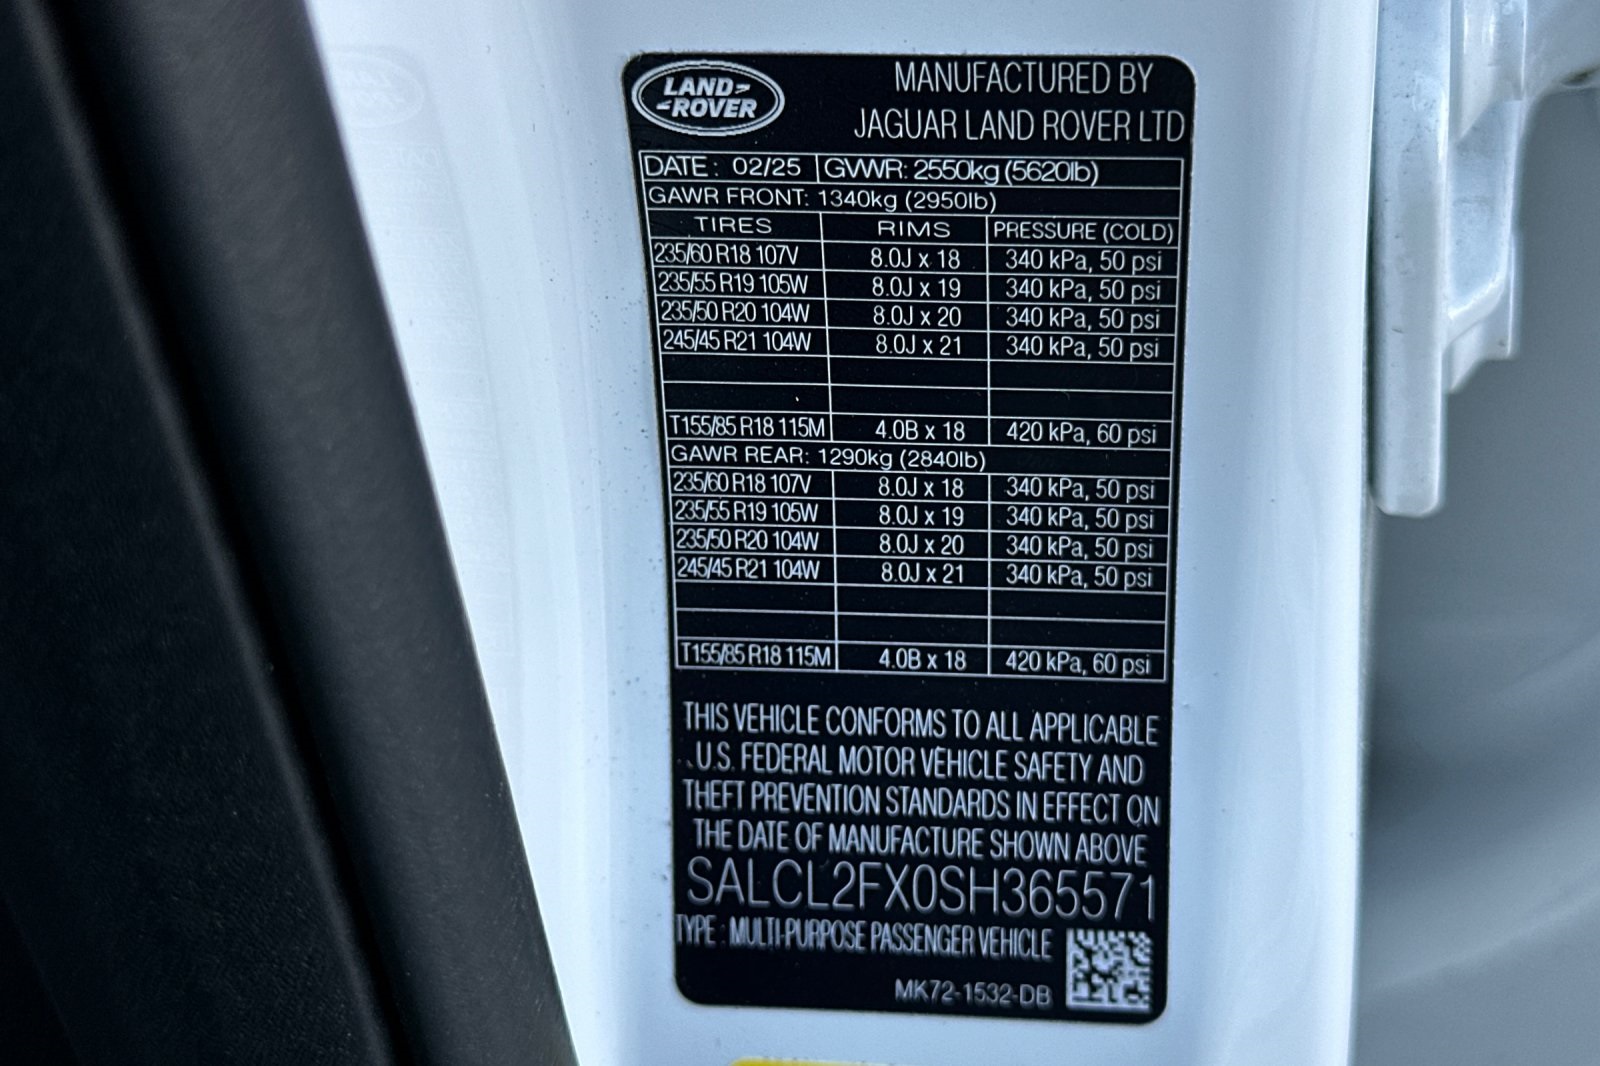 LAND ROVER
MANUFACTURED BY
JAGUAR LAND ROVER LTD
DATE: 02/25 GVWR: 2550kg (5620lb)
GAWR FRONT: 1340kg (2950lb)
TIRES RIMS PRESSURE (COLD)
235/60 R18 107V 8.0J x 18 340 kPa, 50 psi
235/55 R19 105W 8.0J x 19 340 kPa, 50 psi
235/50 R20 104W 8.0J x 20 340 kPa, 50 psi
245/45 R21 104W 8.0J x 21 340 kPa, 50 psi
T155/85 R18 115M 4.0B x 18 420 kPa, 60 psi
GAWR REAR: 1290kg (2840lb)
235/60 R18 107V 8.0J x 18 340 kPa, 50 psi
235/55 R19 105W 8.0J x 19 340 kPa, 50 psi
235/50 R20 104W 8.0J x 20 340 kPa, 50 psi
245/45 R21 104W 8.0J x 21 340 kPa, 50 psi
T155/85 R18 115M 4.0B x 18 420 kPa, 60 psi
THIS VEHICLE CONFORMS TO ALL APPLICABLE
U.S. FEDERAL MOTOR VEHICLE SAFETY AND
THEFT PREVENTION STANDARDS IN EFFECT ON
THE DATE OF MANUFACTURE SHOWN ABOVE
SALCL2FX0SH365571
TYPE : MULTI-PURPOSE PASSENGER VEHICLE
MK72-1532-DB